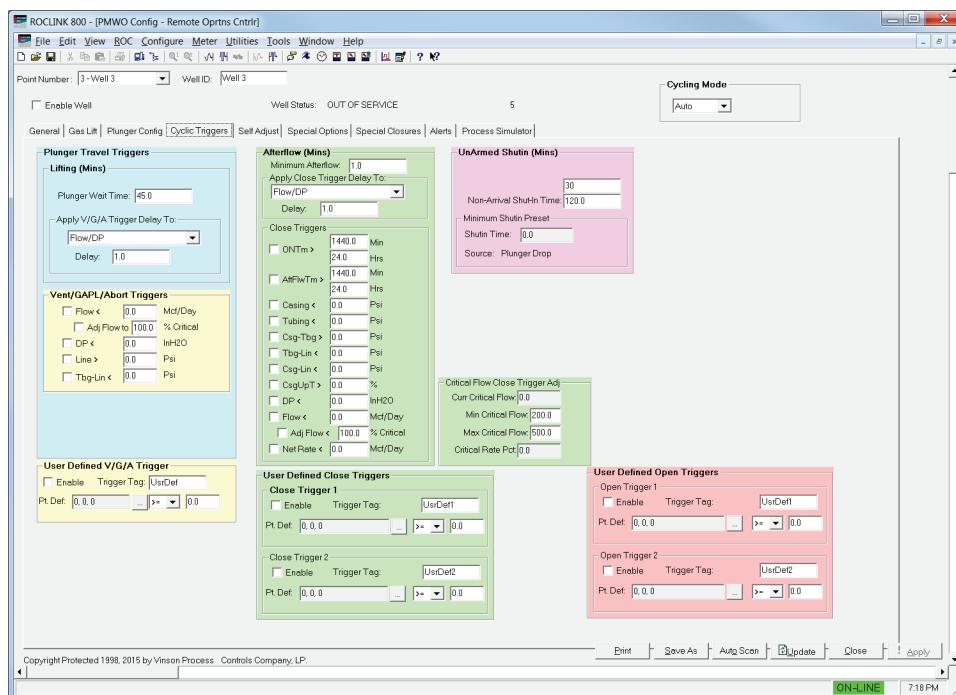 ROCLINK 800 - [PMWO Config - Remote Oprtns Cntrlr]
File Edit View ROC Configure Meter Utilities Tools Window Help
Point Number: 3 - Well 3 Well ID: Well 3
Cycling Mode
Enable Well Well Status: OUT OF SERVICE 5 Auto
General Gas Lift Plunger Config Cyclic Triggers Self Adjust Special Options Special Closures Alerts Process Simulator
Plunger Travel Triggers
Lifting (Mins)
Plunger Wait Time: 45.0
Apply V/G/A Trigger Delay To:
Flow/DP
Delay: 1.0
Vent/GAPL/Abort Triggers
Flow < 0.0 Mcf/Day
Adj Flow to 100.0 % Critical
DP < 0.0 InH2O
Line > 0.0 Psi
Tbg-Lin < 0.0 Psi
User Defined V/G/A Trigger
Enable Trigger Tag: UsrDef
Pt. Def: 0, 0, 0 ... >= 0.0
Afterflow (Mins)
Minimum Afterflow: 1.0
Apply Close Trigger Delay To:
Flow/DP
Delay: 1.0
Close Triggers
ONTm > 1440.0 Min
24.0 Hrs
AftFlwTm > 1440.0 Min
24.0 Hrs
Casing < 0.0 Psi
Tubing < 0.0 Psi
Csg-Tbg > 0.0 Psi
Tbg-Lin < 0.0 Psi
Csg-Lin < 0.0 Psi
CsgUpT > 0.0 %
DP < 0.0 InH2O
Flow < 0.0 Mcf/Day
Adj Flow < 100.0 % Critical
Net Rate < 0.0 Mcf/Day
UnArmed Shutin (Mins)
30
Non-Arrival Shut-In Time: 120.0
Minimum Shutin Preset
Shutin Time: 0.0
Source: Plunger Drop
Critical Flow Close Trigger Adj
Curr Critical Flow: 0.0
Min Critical Flow: 200.0
Max Critical Flow: 500.0
Critical Rate Pct: 0.0
User Defined Close Triggers
Close Trigger 1
Enable Trigger Tag: UsrDef1
Pt. Def: 0, 0, 0 ... >= 0.0
Close Trigger 2
Enable Trigger Tag: UsrDef2
Pt. Def: 0, 0, 0 ... >= 0.0
User Defined Open Triggers
Open Trigger 1
Enable Trigger Tag: UsrDef1
Pt. Def: 0, 0, 0 ... >= 0.0
Open Trigger 2
Enable Trigger Tag: UsrDef2
Pt. Def: 0, 0, 0 ... >= 0.0
Copyright Protected 1998, 2015 by Vinson Process Controls Company, LP.
Print Save As Auto Scan Update Close ! Apply
ON-LINE 7:18 PM